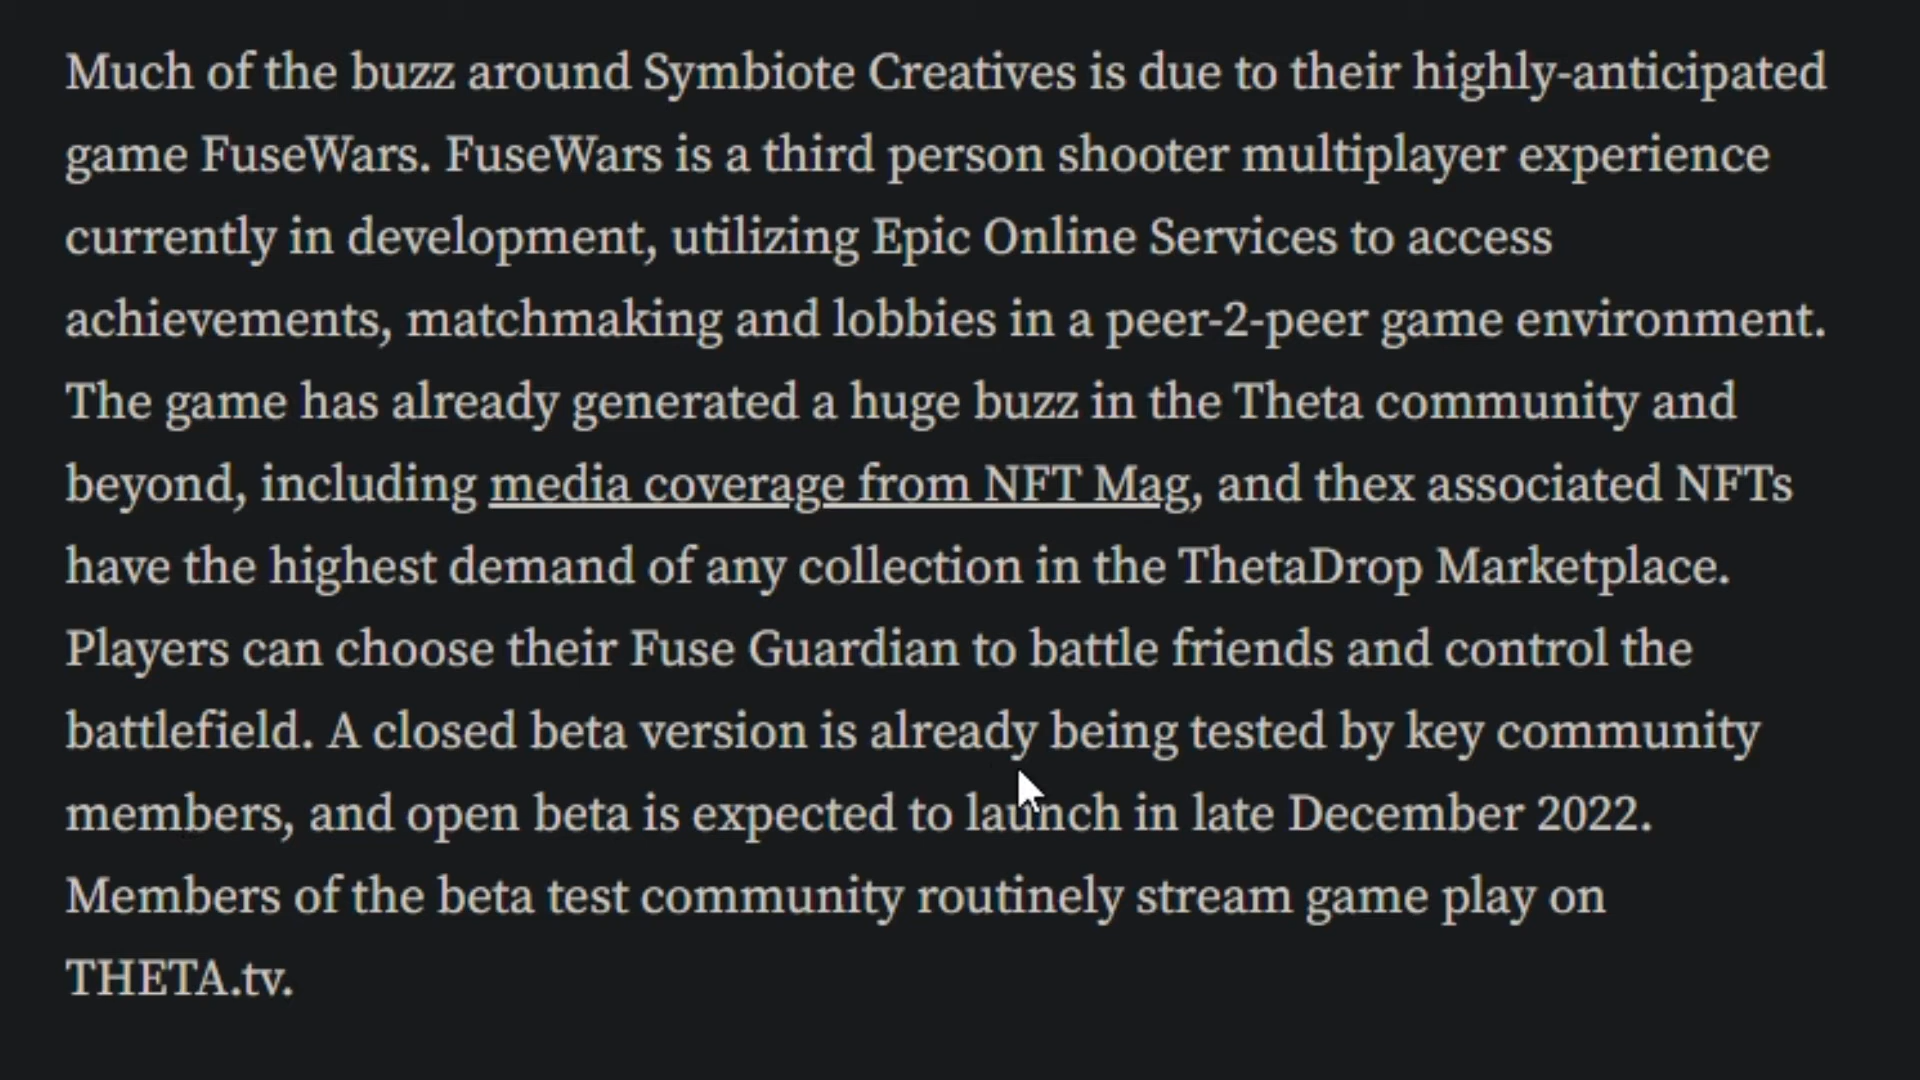 Much of the buzz around Symbiote Creatives is due to their highly-anticipated
game FuseWars. FuseWars is a third person shooter multiplayer experience
currently in development, utilizing Epic Online Services to access
achievements, matchmaking and lobbies in a peer-2-peer game environment.
The game has already generated a huge buzz in the Theta community and
beyond, including media coverage from NFT Mag, and thex associated NFTs
have the highest demand of any collection in the ThetaDrop Marketplace.
Players can choose their Fuse Guardian to battle friends and control the
battlefield. A closed beta version is already being tested by key community
members, and open beta is expected to launch in late December 2022.
Members of the beta test community routinely stream game play on
THETA.tv.